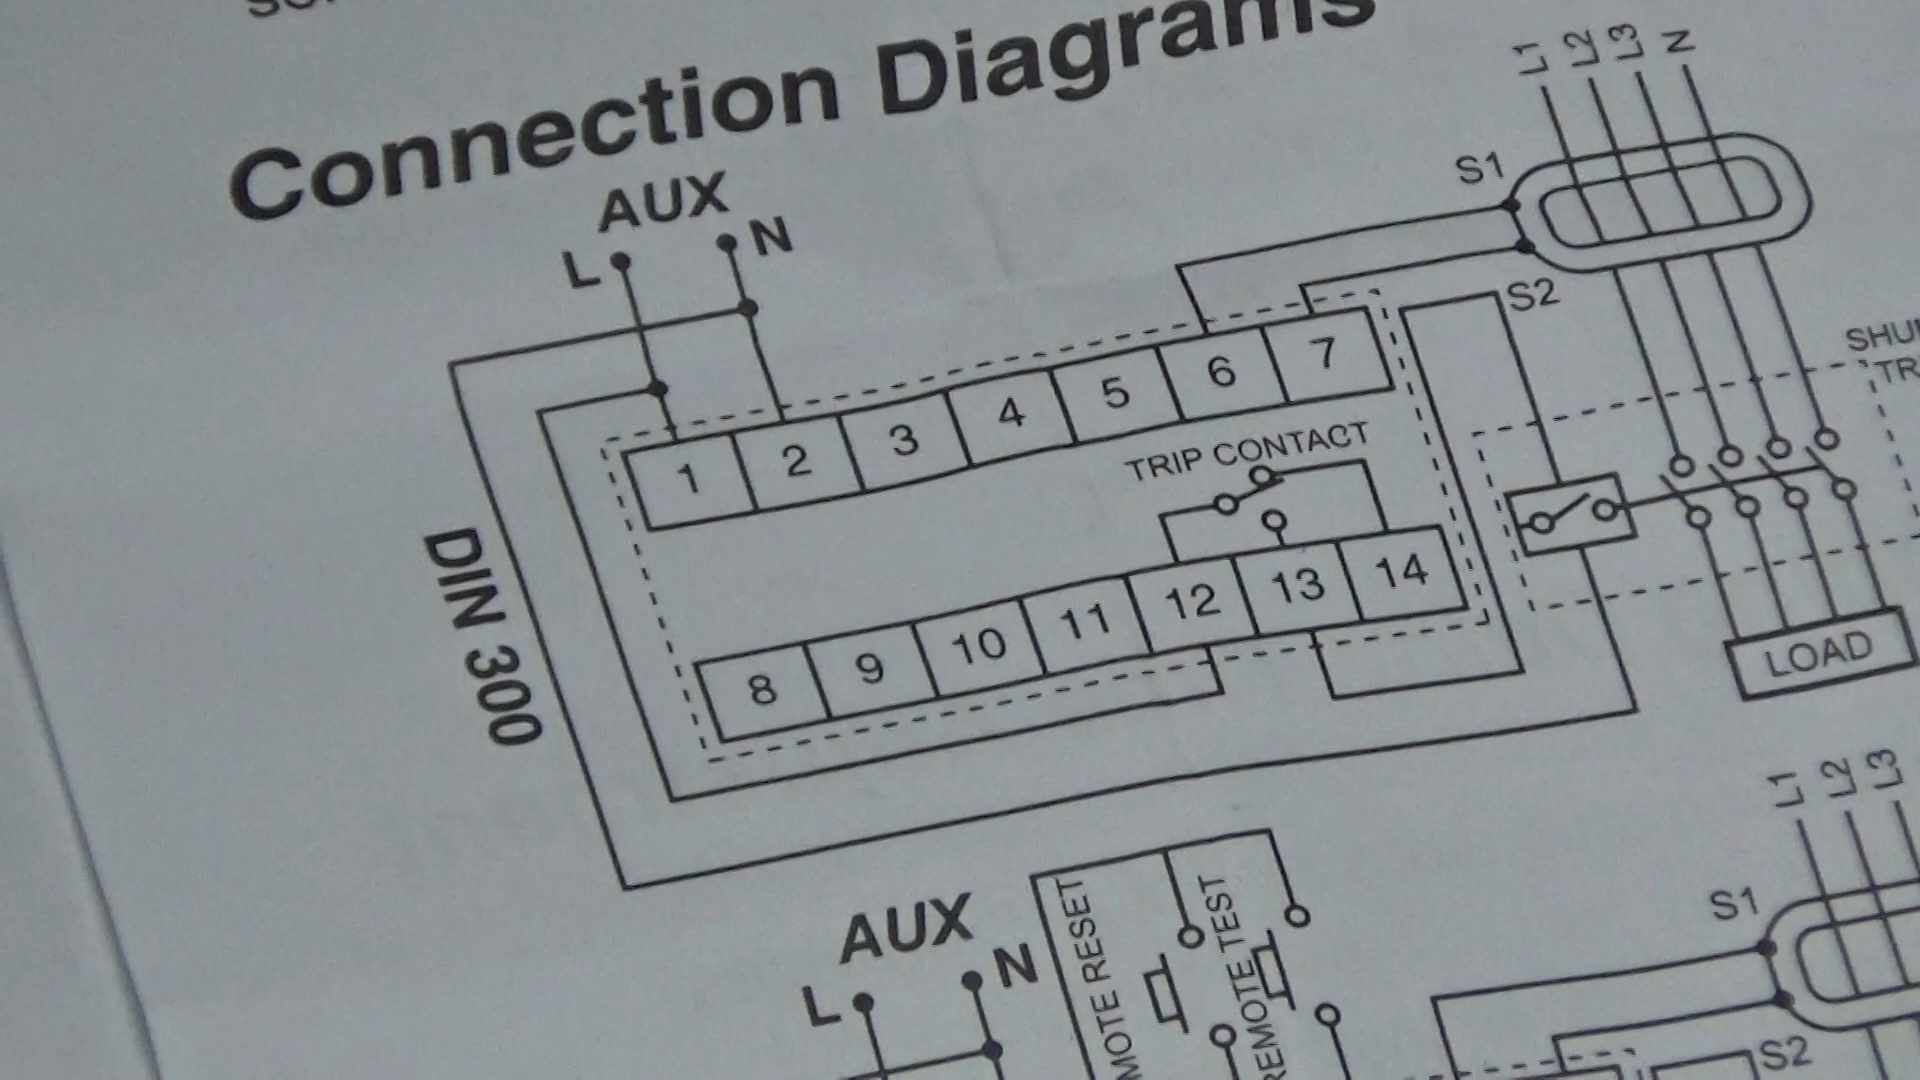 Connection Diagrams
AUX
L N
L1 L2 L3 N
S1
S2
1 2 3 4 5 6 7
TRIP CONTACT
8 9 10 11 12 13 14
DIN 300
LOAD
AUX
L N
REMOTE TEST
L1 L2 L3
S1
S2